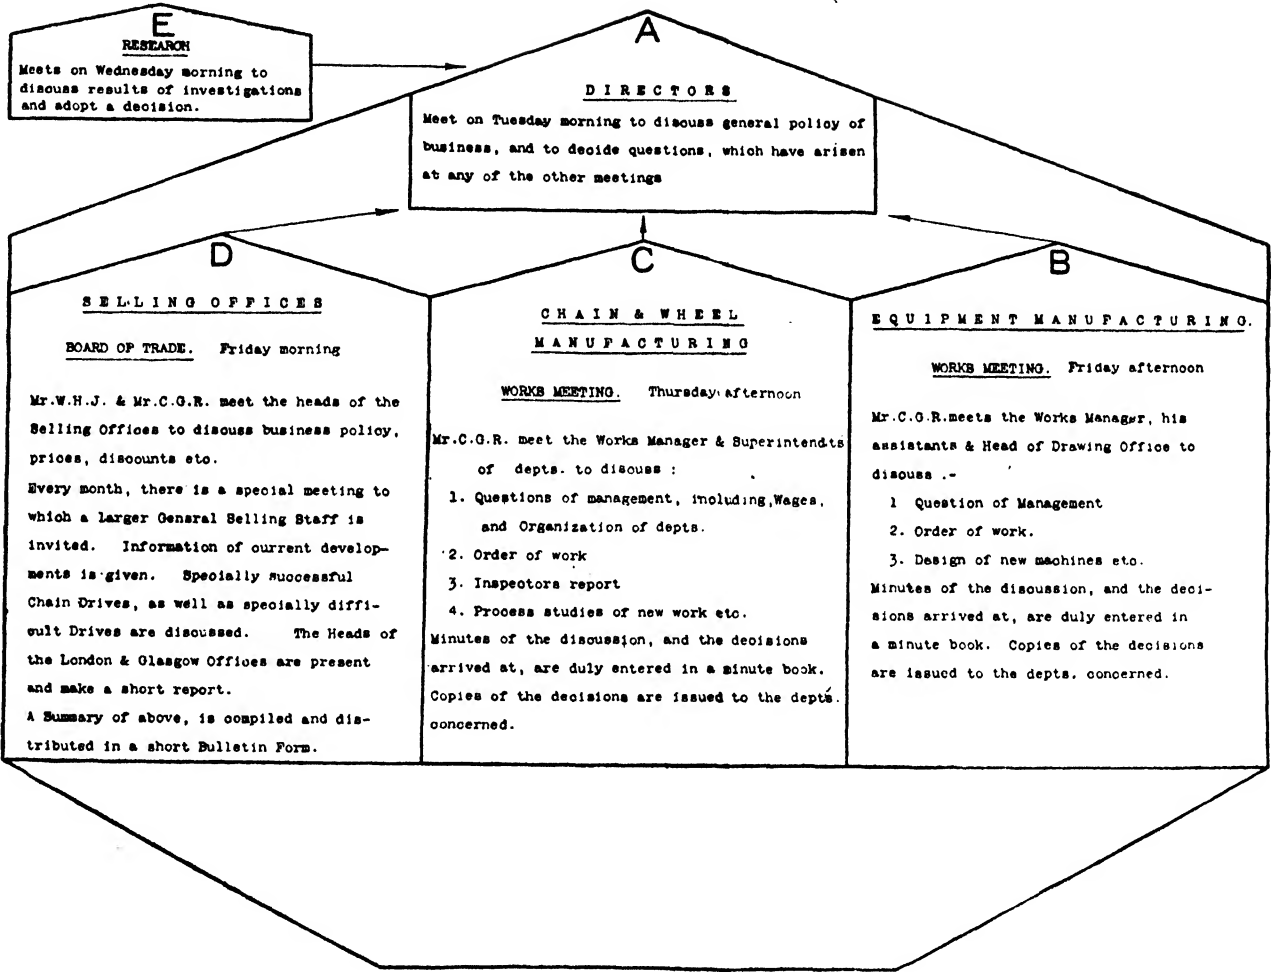 E
RESEARCH
Meets on Wednesday morning to
discuss results of investigations
and adopt a decision.
A
DIRECTORS
Meet on Tuesday morning to discuss general policy of
business, and to decide questions, which have arisen
at any of the other meetings
D
SELLING OFFICES
BOARD OF TRADE. Friday morning
Mr.W.H.J. & Mr.C.G.R. meet the heads of the
Selling Offices to discuss business policy,
prices, discounts etc.
Every month, there is a special meeting to
which a larger General Selling Staff is
invited. Information of current develop-
ments is given. Specially successful
Chain Drives, as well as specially diffi-
cult Drives are discussed. The Heads of
the London & Glasgow Offices are present
and make a short report.
A Summary of above, is compiled and dis-
tributed in a short Bulletin Form.
C
CHAIN & WHEEL
MANUFACTURING
WORKS MEETING. Thursday afternoon
Mr.C.G.R. meet the Works Manager & Superintendts
of depts. to discuss :
1. Questions of management, including,Wages,
and Organization of depts.
2. Order of work
3. Inspectors report
4. Process studies of new work etc.
Minutes of the discussion, and the decisions
arrived at, are duly entered in a minute book.
Copies of the decisions are issued to the depts.
concerned.
B
EQUIPMENT MANUFACTURING.
WORKS MEETING. Friday afternoon
Mr.C.G.R.meets the Works Manager, his
assistants & Head of Drawing Office to
discuss .-
1 Question of Management
2. Order of work.
3. Design of new machines etc.
Minutes of the discussion, and the deci-
sions arrived at, are duly entered in
a minute book. Copies of the decisions
are issued to the depts. concerned.